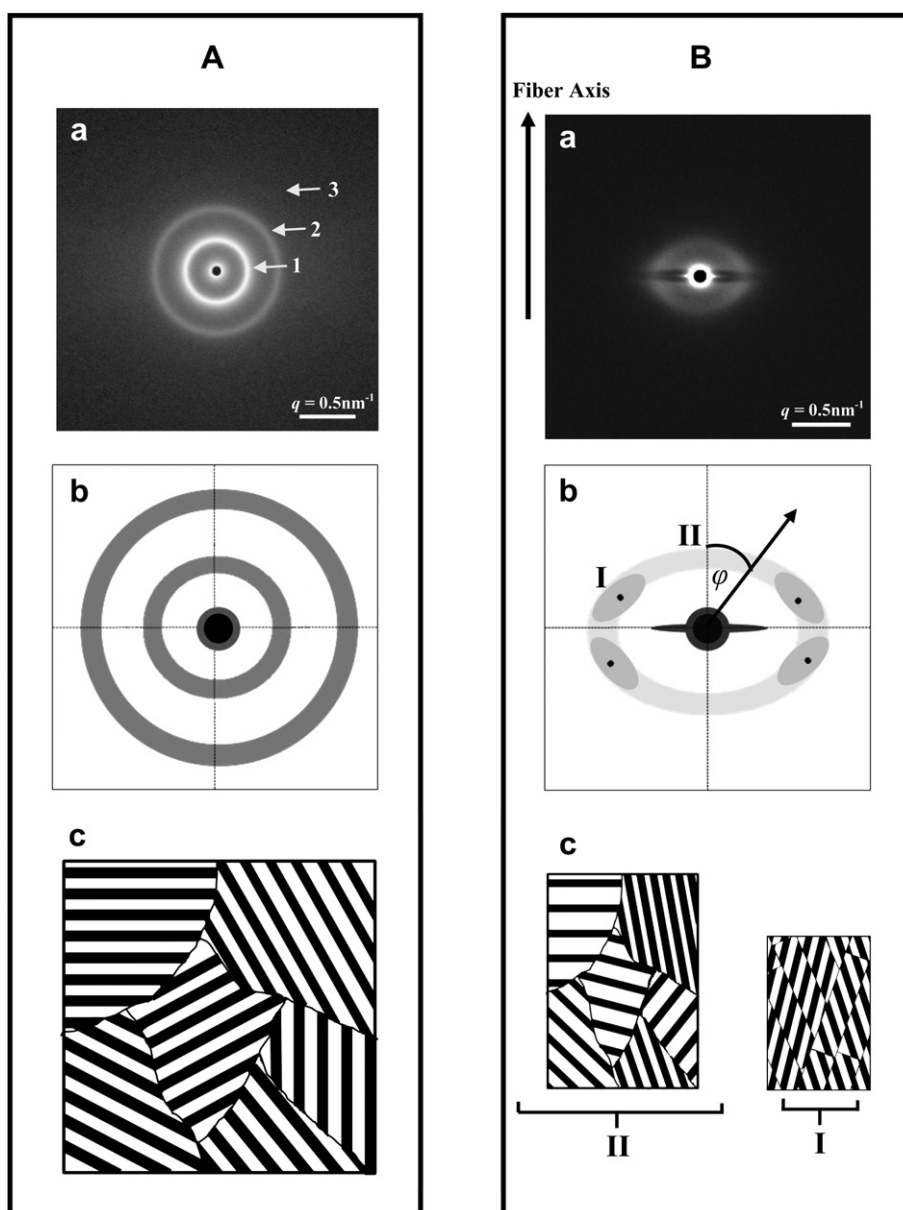 A
a
3
2
1
q = 0.5nm-1
b
c
B
Fiber Axis
a
q = 0.5nm-1
b
II
I
φ
c
II
I